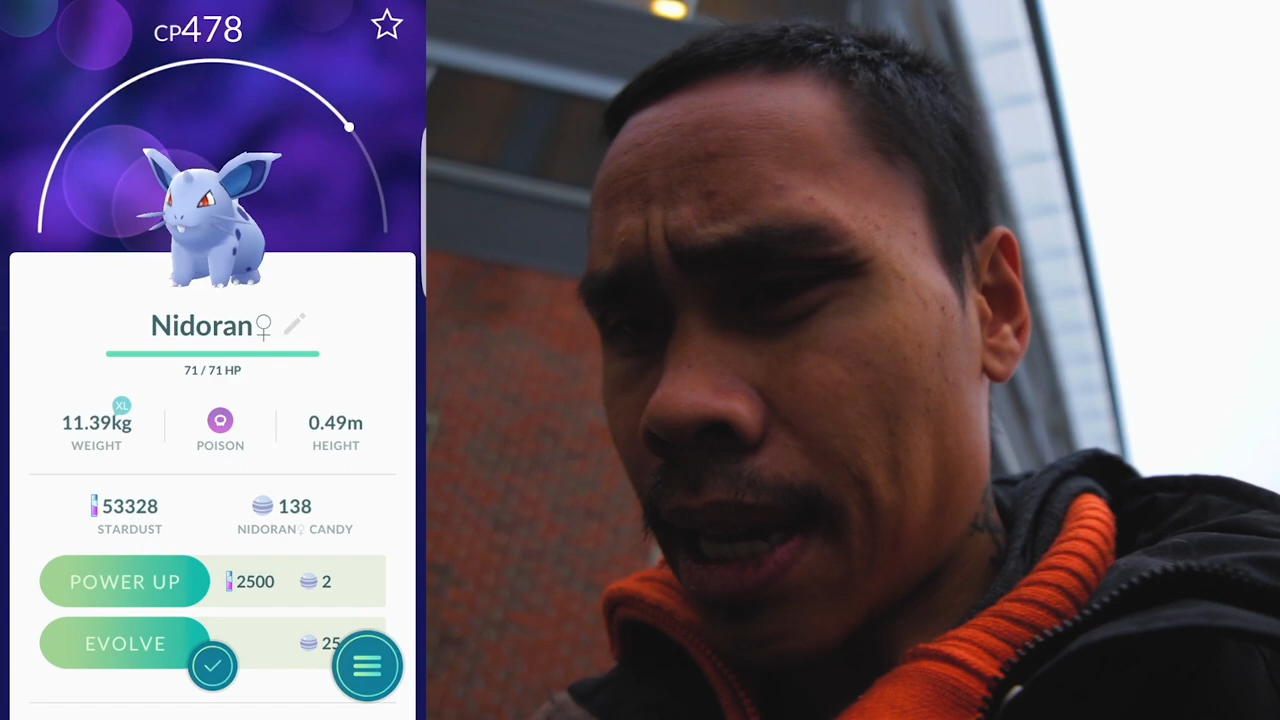 CP478
Nidoran♀
71 / 71 HP
XL
11.39kg
WEIGHT
POISON
0.49m
HEIGHT
53328
STARDUST
138
NIDORAN♀ CANDY
POWER UP
2500
2
EVOLVE